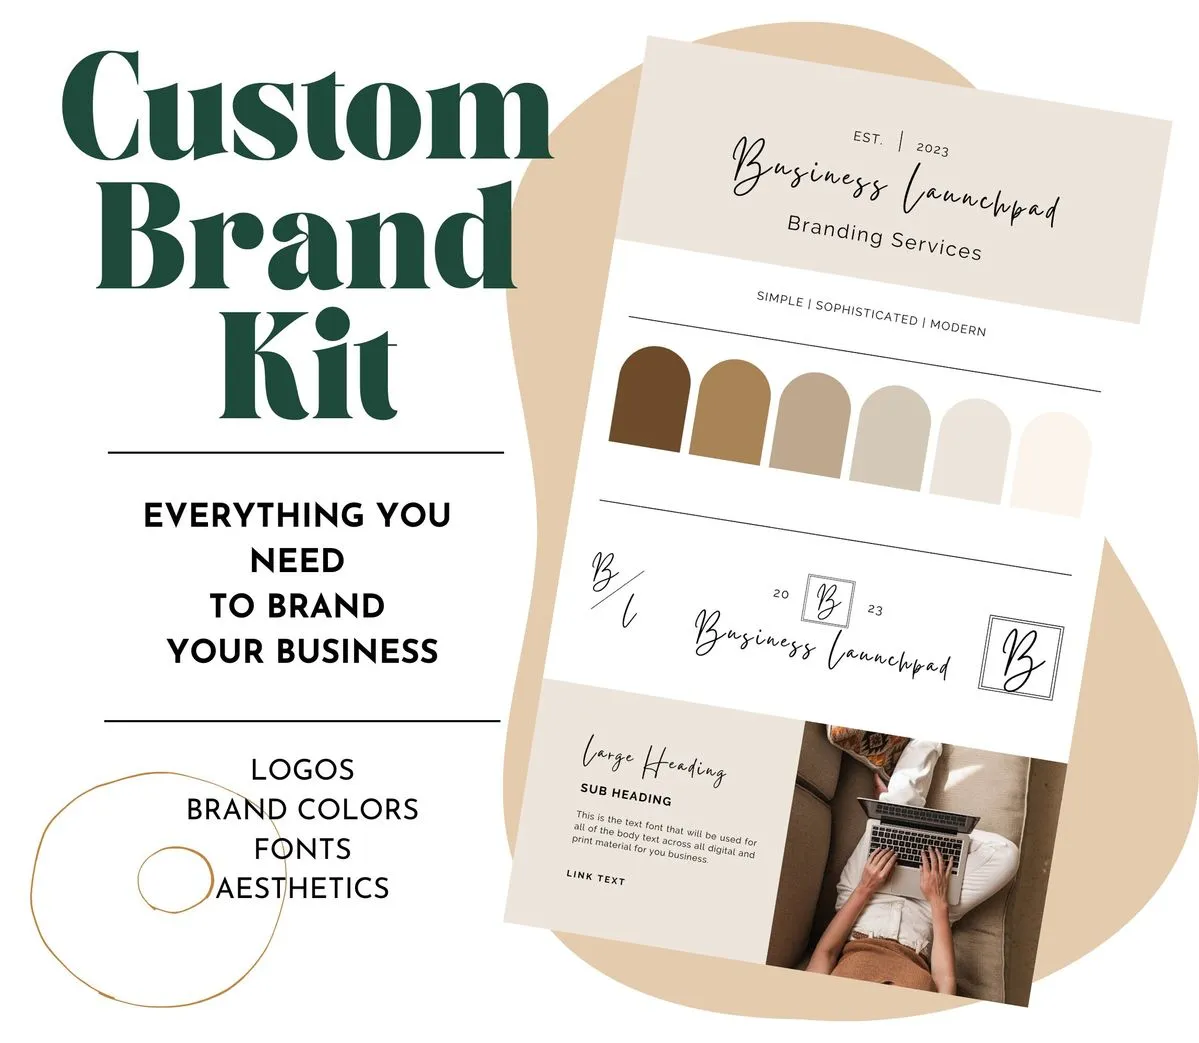 Custom
Brand
Kit
EVERYTHING YOU
NEED
TO BRAND
YOUR BUSINESS
LOGOS
BRAND COLORS
FONTS
AESTHETICS
EST. | 2023
Business Launchpad
Branding Services
SIMPLE | SOPHISTICATED | MODERN
B/L
20 B 23
Business Launchpad
B
Large Heading
SUB HEADING
This is the text font that will be used for
all of the body text across all digital and
print material for you business.
LINK TEXT